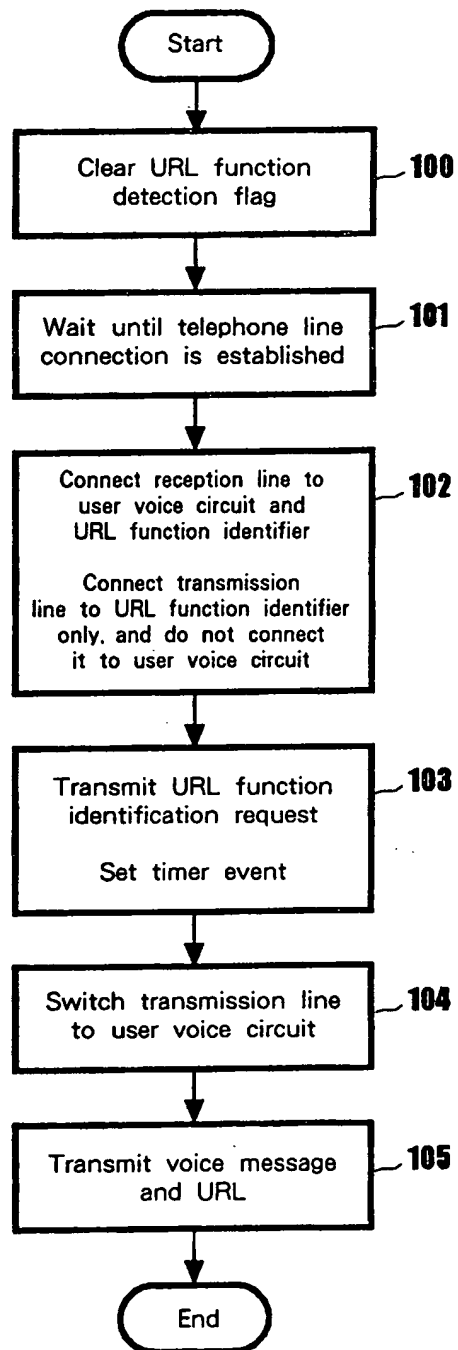 Start
Clear URL function
detection flag
100
Wait until telephone line
connection is established
101
Connect reception line to
user voice circuit and
URL function identifier
Connect transmission
line to URL function identifier
only, and do not connect
it to user voice circuit
102
Transmit URL function
identification request
Set timer event
103
Switch transmission line
to user voice circuit
104
Transmit voice message
and URL
105
End